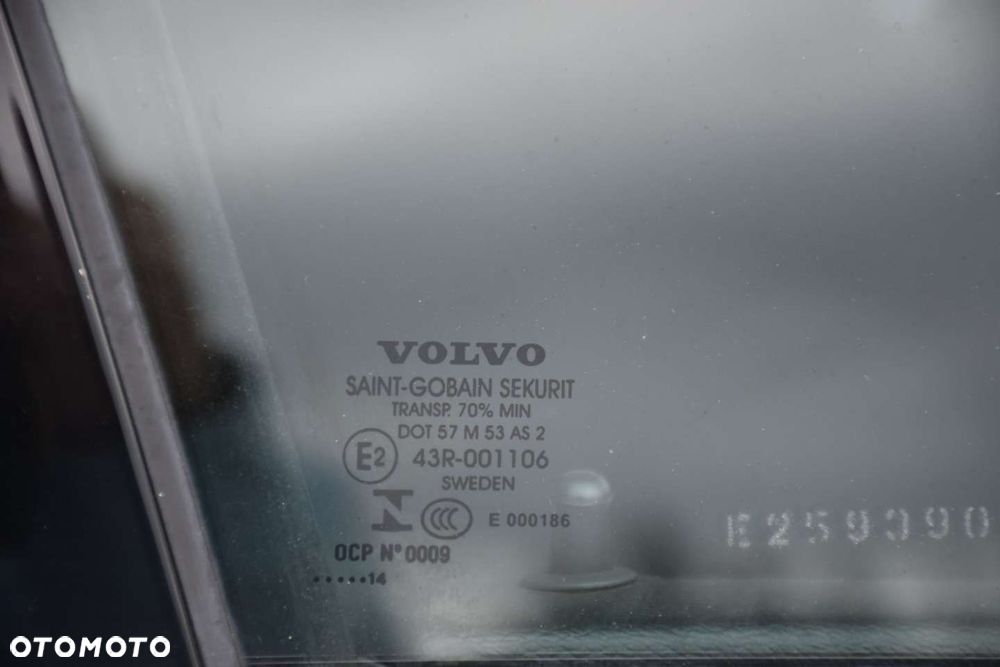 VOLVO
SAINT-GOBAIN SEKURIT
TRANSP. 70% MIN
DOT 57 M 53 AS 2
E2 43R-001106
SWEDEN
CCC E 000186
OCP N° 0009
•••••14
E259390
OTOMOTO